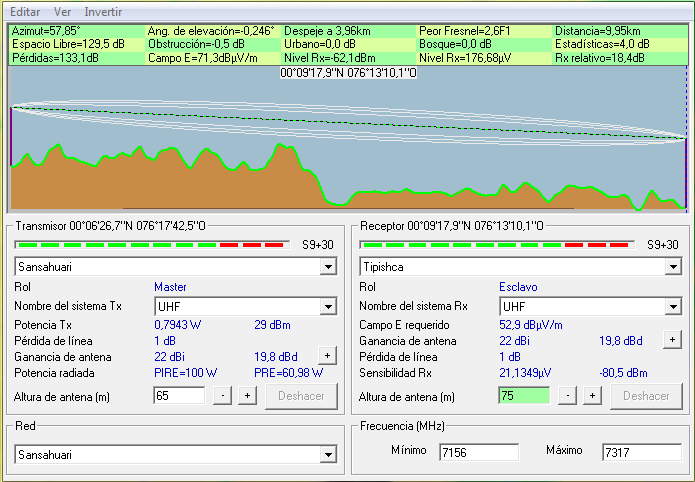 Editar Ver Invertir
Azimut=57,85° Ang. de elevación=-0,246° Despeje a 3,96km Peor Fresnel=2,6F1 Distancia=9,95km
Espacio Libre=129,5 dB Obstrucción=-0,5 dB Urbano=0,0 dB Bosque=0,0 dB Estadísticas=4,0 dB
Pérdidas=133,1dB Campo E=71,3dBµV/m Nivel Rx=-62,1dBm Nivel Rx=176,68µV Rx relativo=18,4dB
00°09'17,9"N 076°13'10,1"O
Transmisor 00°06'26,7"N 076°17'42,5"O
S9+30
Sansahuari
Rol Master
Nombre del sistema Tx UHF
Potencia Tx 0,7943 W 29 dBm
Pérdida de línea 1 dB
Ganancia de antena 22 dBi 19,8 dBd +
Potencia radiada PIRE=100 W PRE=60,98 W
Altura de antena (m) 65 - + Deshacer
Red
Sansahuari
Receptor 00°09'17,9"N 076°13'10,1"O
S9+30
Tipishca
Rol Esclavo
Nombre del sistema Rx UHF
Campo E requerido 52,9 dBµV/m
Ganancia de antena 22 dBi 19,8 dBd +
Pérdida de línea 1 dB
Sensibilidad Rx 21,1349µV -80,5 dBm
Altura de antena (m) 75 - + Deshacer
Frecuencia (MHz)
Mínimo 7156 Máximo 7317